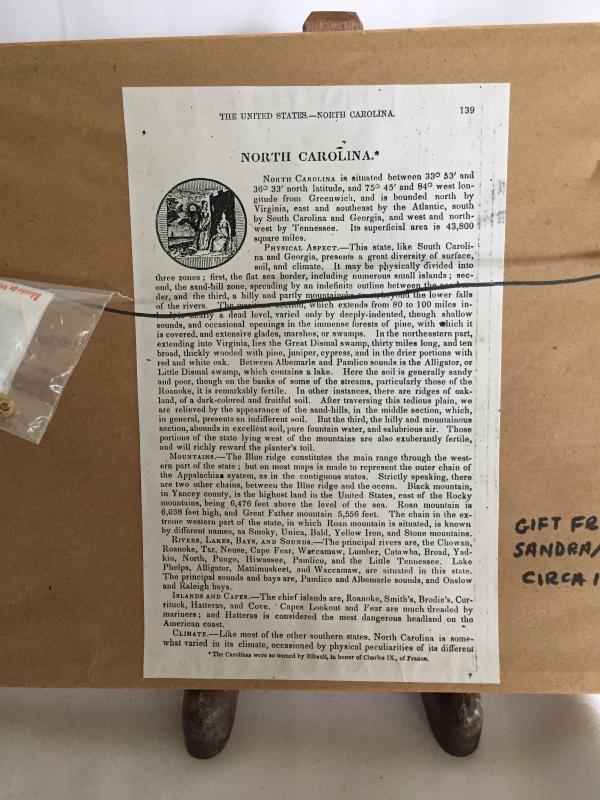 THE UNITED STATES.—NORTH CAROLINA. 139
NORTH CAROLINA.*
NORTH CAROLINA is situated between 33° 53′ and
36° 33′ north latitude, and 75° 45′ and 84° west lon-
gitude from Greenwich, and is bounded north by
Virginia, east and southeast by the Atlantic, south
by South Carolina and Georgia, and west and north-
west by Tennessee. Its superficial area is 43,800
square miles.
PHYSICAL ASPECT.—This state, like South Caroli-
na and Georgia, presents a great diversity of surface,
soil, and climate. It may be physically divided into
three zones; first, the flat sea border, including numerous small islands; sec-
ond, the sand-hill zone, spreading by an indefinite outline between
der, and the third, a hilly and partly beyond the lower falls
of the rivers. The section, which extends from 80 to 100 miles in-
nearly a dead level, varied only by deeply-indented, though shallow
sounds, and occasional openings in the immense forests of pine, with which it
is covered, and extensive glades, marshes, or swamps. In the northeastern part,
extending into Virginia, lies the Great Dismal swamp, thirty miles long, and ten
broad, thickly wooded with pine, juniper, cypress, and in the drier portions with
red and white oak. Between Albemarle and Pamlico sounds is the Alligator, or
Little Dismal swamp, which contains a lake. Here the soil is generally sandy
and poor, though on the banks of some of the streams, particularly those of the
Roanoke, it is remarkably fertile. In other instances, there are ridges of oak-
land, of a dark-colored and fruitful soil. After traversing this tedious plain, we
are relieved by the appearance of the sand-hills, in the middle section, which,
in general, presents an indifferent soil. But the third, the hilly and mountainous
section, abounds in excellent soil, pure fountain water, and salubrious air. Those
portions of the state lying west of the mountains are also exuberantly fertile,
and will richly reward the planter's toil.
MOUNTAINS.—The Blue ridge constitutes the main range through the west-
ern part of the state; but on most maps is made to represent the outer chain of
the Appalachian system, as in the contiguous states. Strictly speaking, there
are two other chains, between the Blue ridge and the ocean. Black mountain,
in Yancey county, is the highest land in the United States, east of the Rocky
mountains, being 6,476 feet above the level of the sea. Roan mountain is
6,038 feet high, and Great Father mountain 5,556 feet. The chain in the ex-
treme western part of the state, in which Roan mountain is situated, is known
by different names, as Smoky, Unica, Bald, Yellow Iron, and Stone mountains.
RIVERS, LAKES, BAYS, AND SOUNDS.—The principal rivers are, the Chowan,
Roanoke, Tar, Neuse, Cape Fear, Waccamaw, Lumber, Catawba, Broad, Yad-
kin, North, Pungo, Hiwassee, Pamlico, and the Little Tennessee. Lake
Phelps, Alligator, Mattimuskeet, and Waccamaw, are situated in this state.
The principal sounds and bays are, Pamlico and Albemarle sounds, and Onslow
and Raleigh bays.
ISLANDS AND CAPES.—The chief islands are, Roanoke, Smith's, Brodie's, Cur-
rituck, Hatteras, and Cove. Capes Lookout and Fear are much dreaded by
mariners; and Hatteras is considered the most dangerous headland on the
American coast.
CLIMATE.—Like most of the other southern states, North Carolina is some-
what varied in its climate, occasioned by physical peculiarities of its different
* The Carolinas were so named by Ribault, in honor of Charles IX., of France.
GIFT FR
SANDRA/
CIRCA 1
Made in